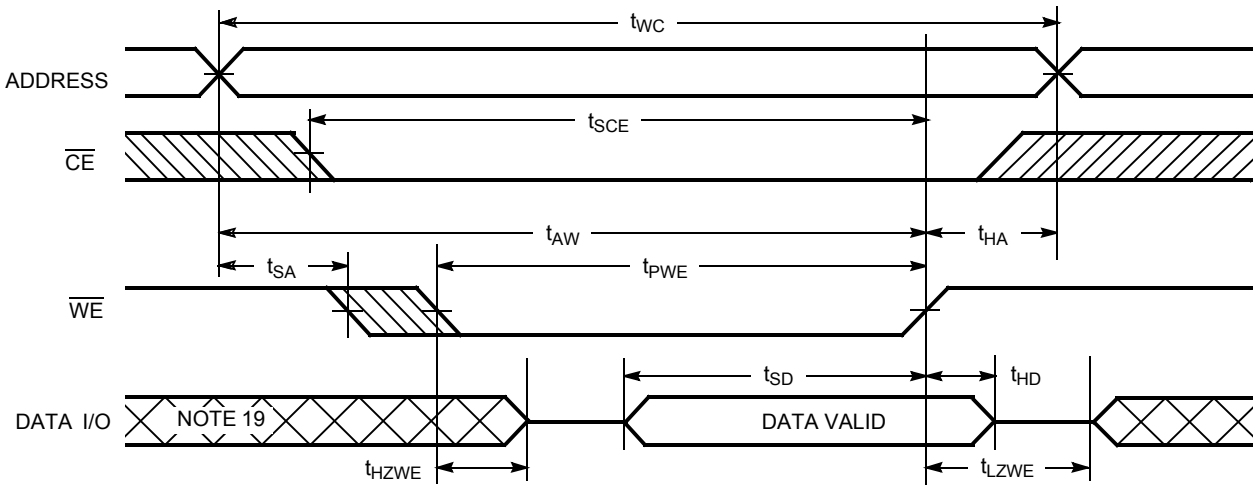 tWC
ADDRESS
tSCE
CE
tAW
tHA
tSA
tPWE
WE
tSD
tHD
DATA I/O
NOTE 19
DATA VALID
tHZWE
tLZWE